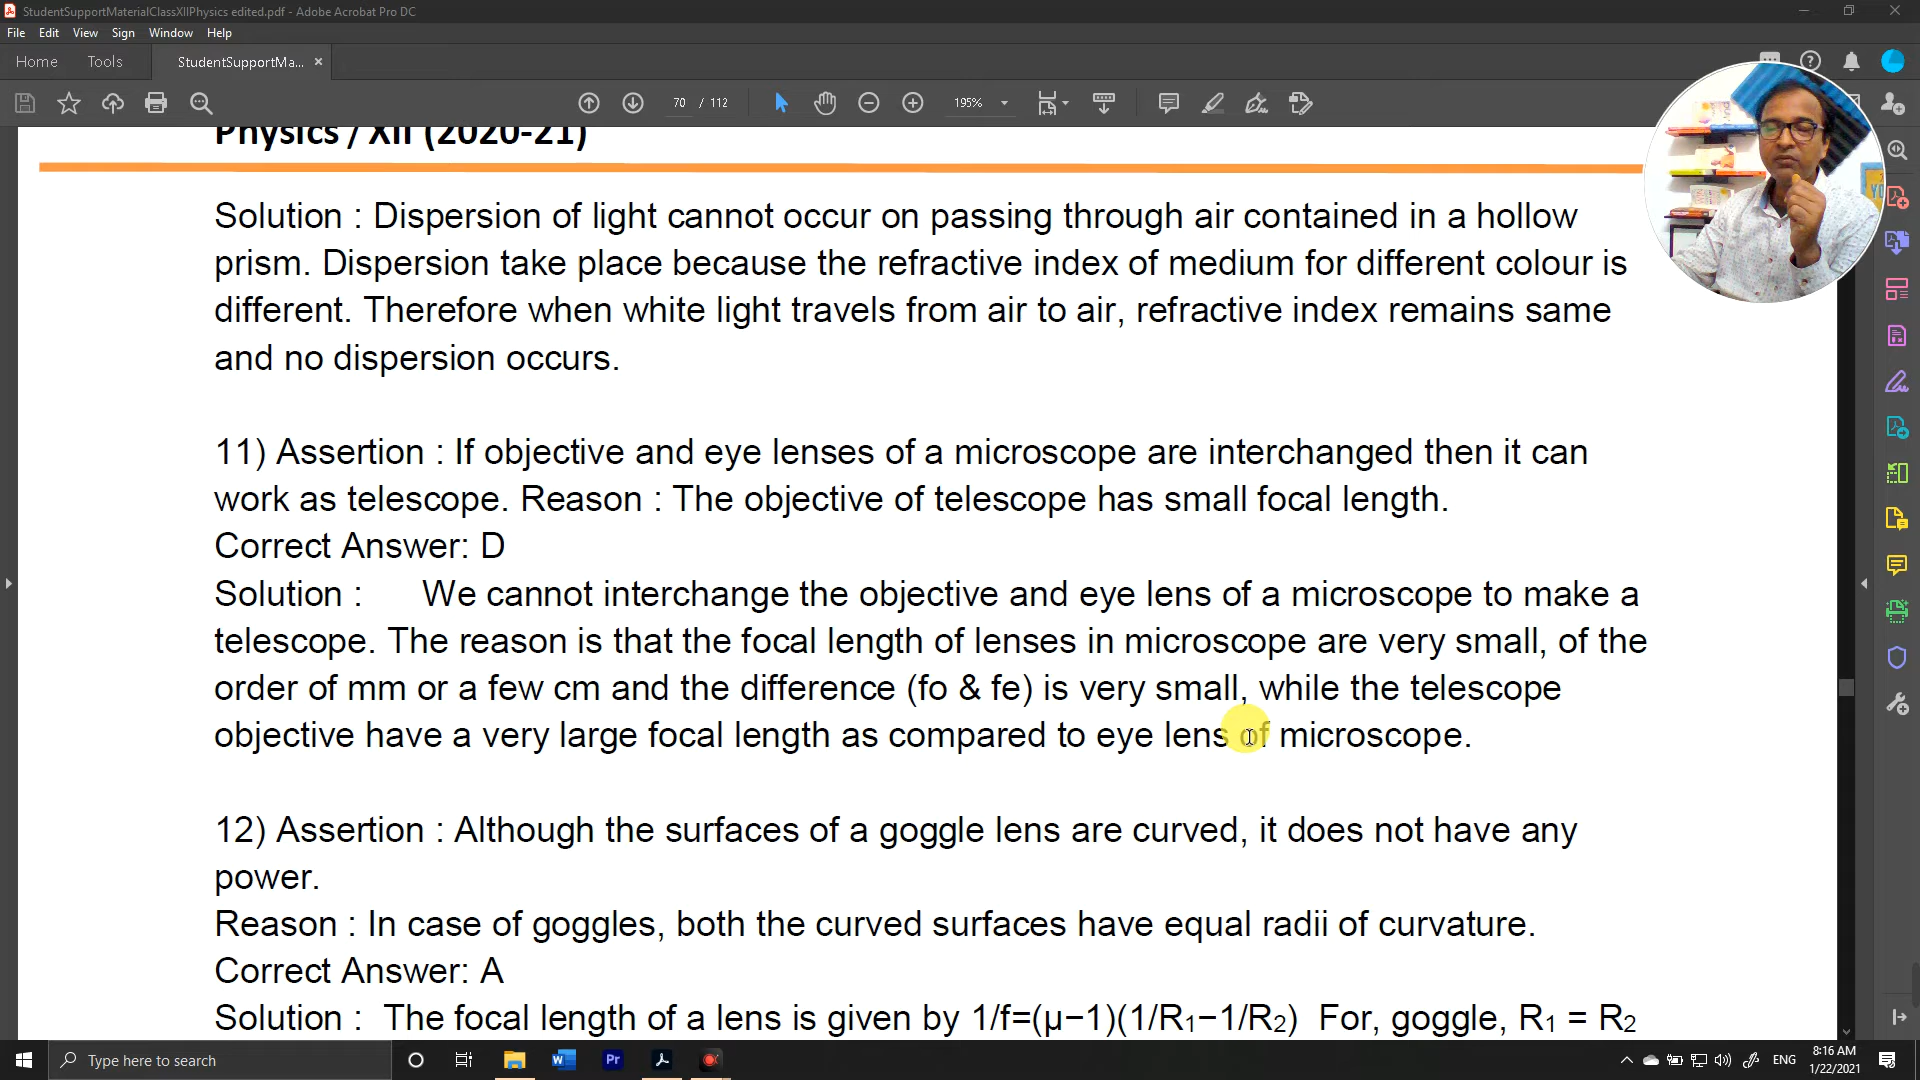 StudentSupportMaterialClassXIIPhysics edited.pdf - Adobe Acrobat Pro DC
File Edit View Sign Window Help
Home Tools StudentSupportMa... ×
70 / 112 195%
Physics / XII (2020-21)
Solution : Dispersion of light cannot occur on passing through air contained in a hollow
prism. Dispersion take place because the refractive index of medium for different colour is
different. Therefore when white light travels from air to air, refractive index remains same
and no dispersion occurs.
11) Assertion : If objective and eye lenses of a microscope are interchanged then it can
work as telescope. Reason : The objective of telescope has small focal length.
Correct Answer: D
Solution : We cannot interchange the objective and eye lens of a microscope to make a
telescope. The reason is that the focal length of lenses in microscope are very small, of the
order of mm or a few cm and the difference (fo & fe) is very small, while the telescope
objective have a very large focal length as compared to eye lens of microscope.
12) Assertion : Although the surfaces of a goggle lens are curved, it does not have any
power.
Reason : In case of goggles, both the curved surfaces have equal radii of curvature.
Correct Answer: A
Solution : The focal length of a lens is given by 1/f=(μ−1)(1/R₁−1/R₂) For, goggle, R₁ = R₂
Type here to search
ENG
8:16 AM
1/22/2021